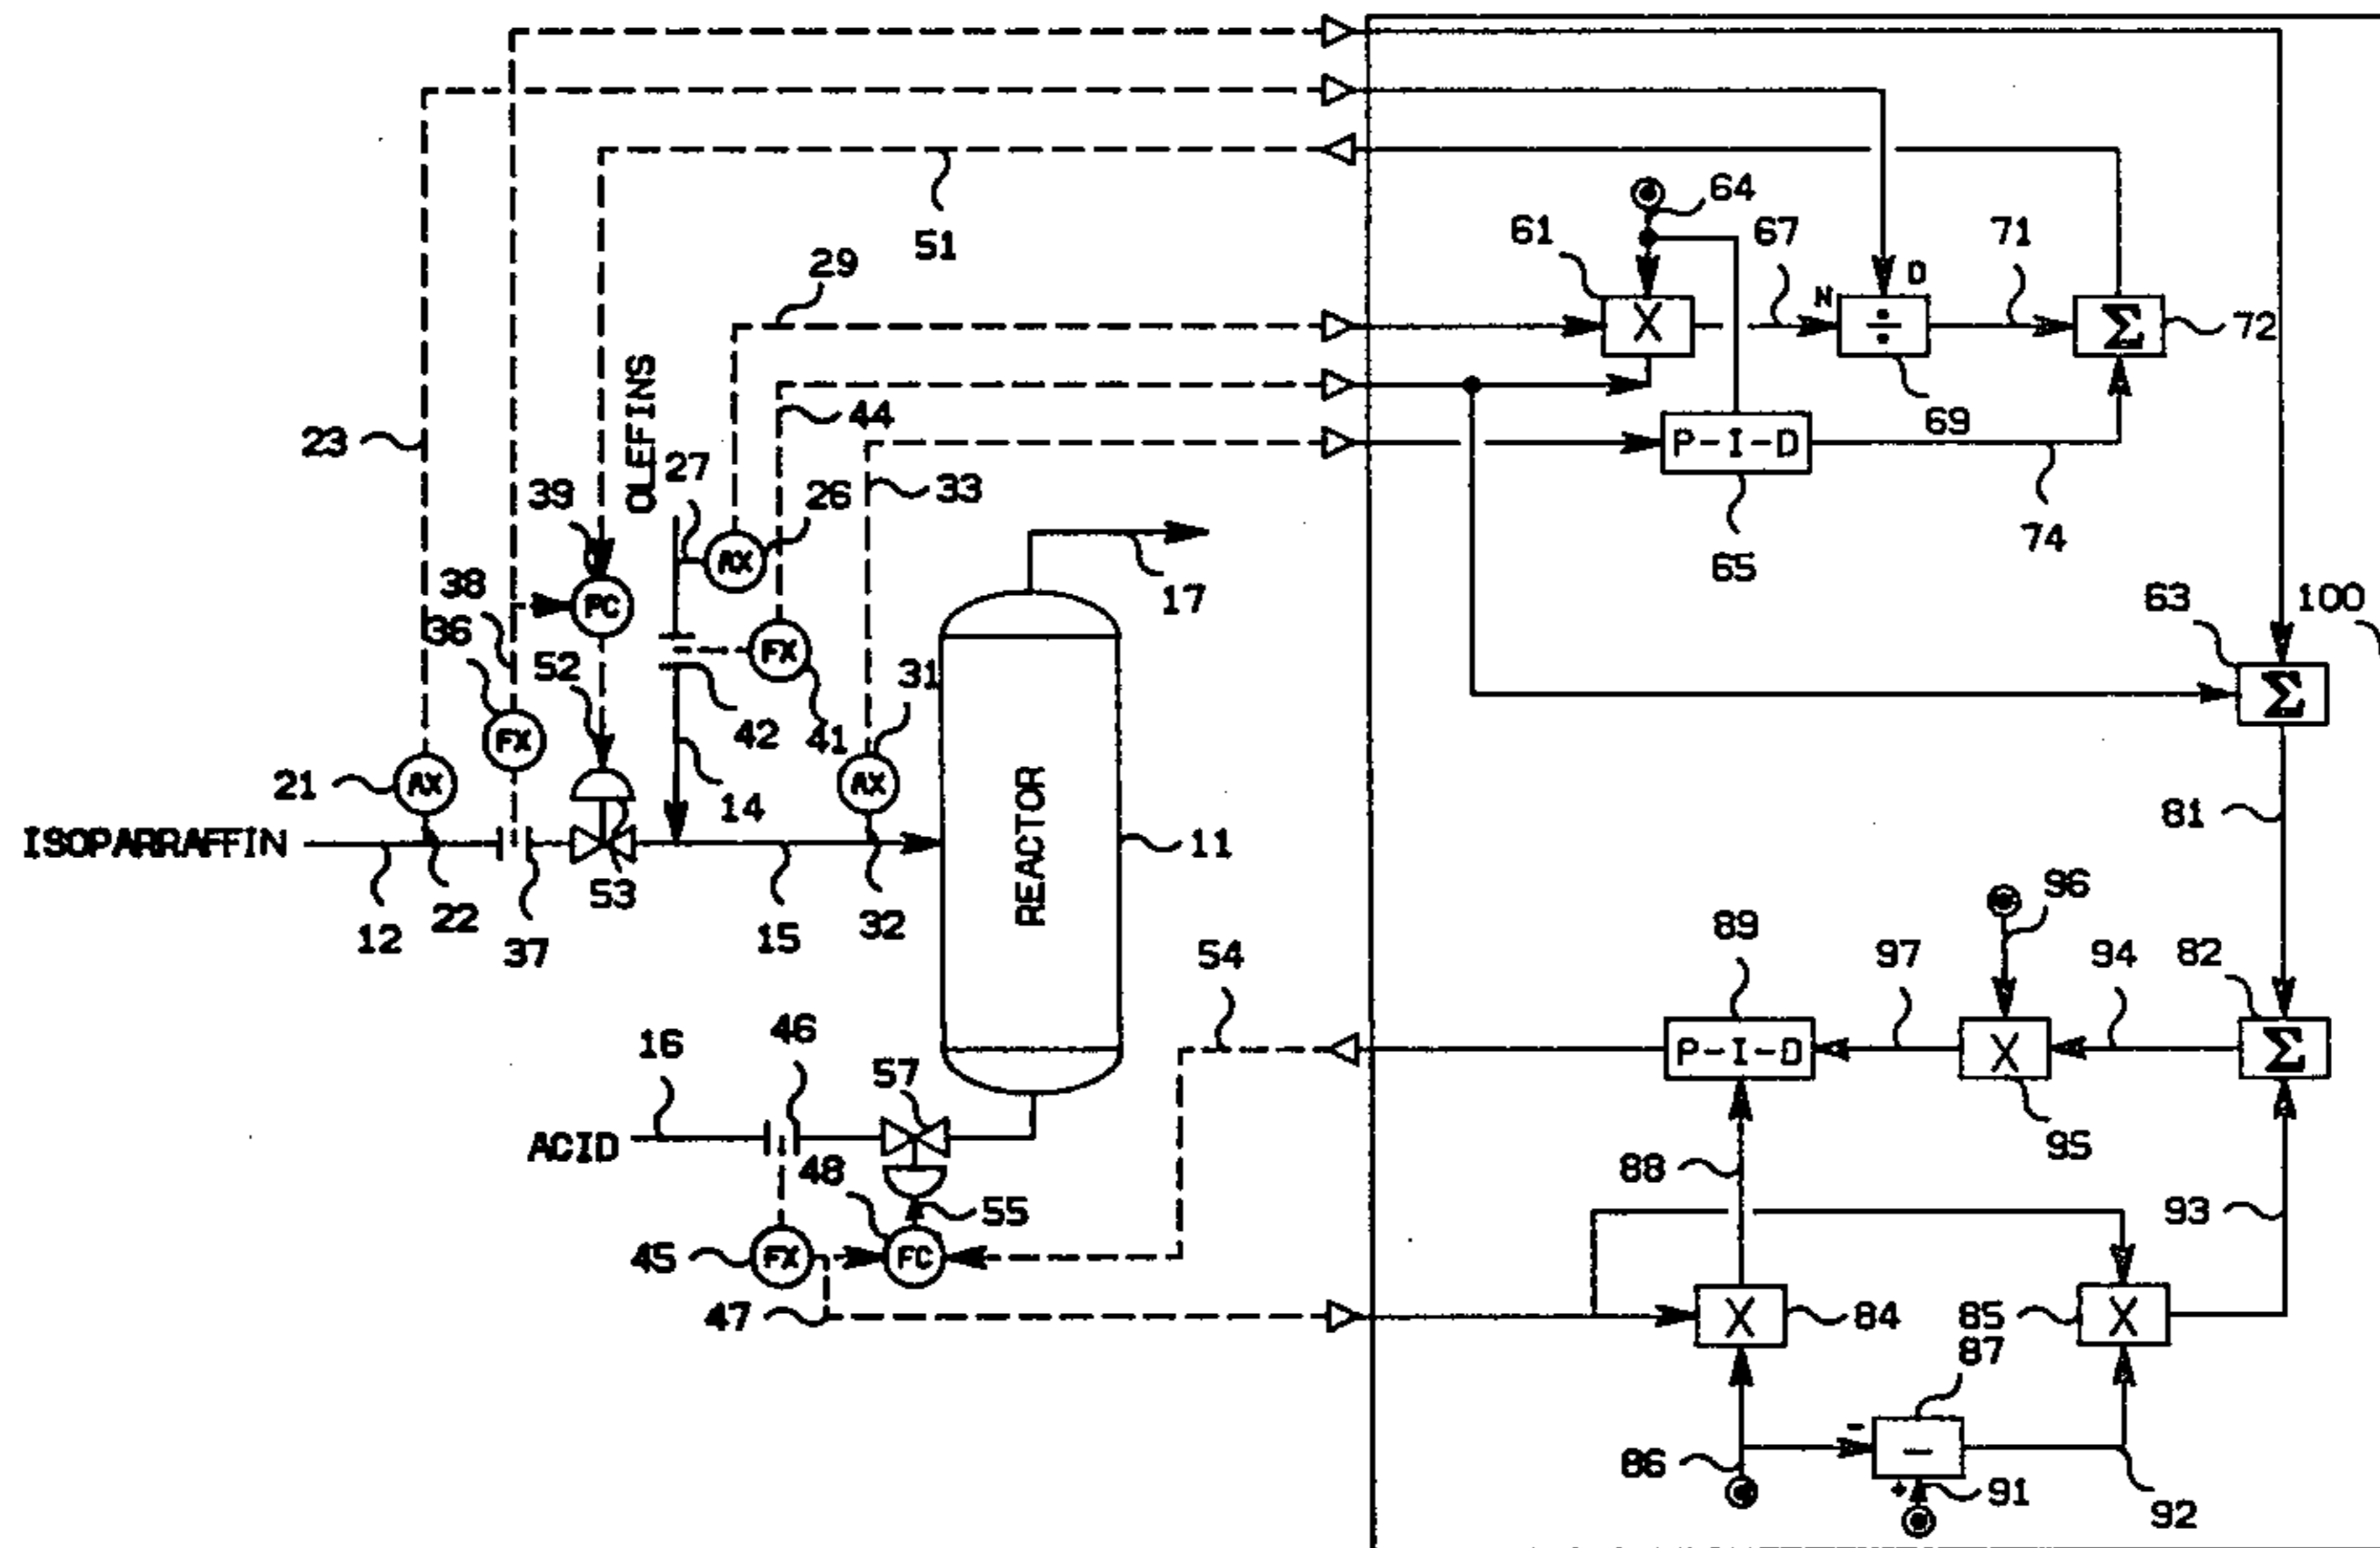 64
61
67
D
71
N
X
÷
Σ
72
51
29
69
44
P-I-D
23
OLEFINS
27
39
26
33
74
65
AX
17
38
FC
63
100
36
52
FX
31
Σ
42
41
FX
21
AX
14
AX
REACTOR
81
ISOPARRAFFIN
11
53
96
12
22
37
15
32
89
54
97
94
82
16
46
57
P-I-D
X
Σ
ACID
48
88
95
55
93
45
FX
FC
47
X
84
85
X
87
-
86
−
+
91
92